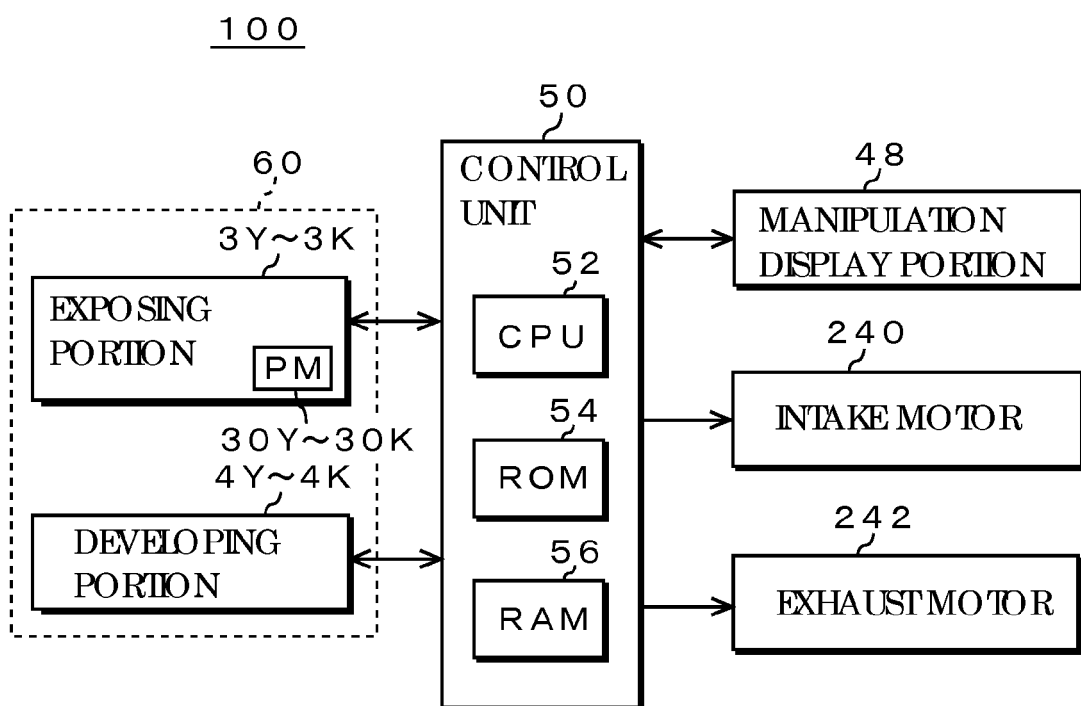 100
60
3Y～3K
EXPOSING
PORTION
PM
30Y～30K
4Y～4K
DEVELOPING
PORTION
50
CONTROL
UNIT
52
CPU
54
ROM
56
RAM
48
MANIPULATION
DISPLAY PORTION
240
INTAKE MOTOR
242
EXHAUST MOTOR